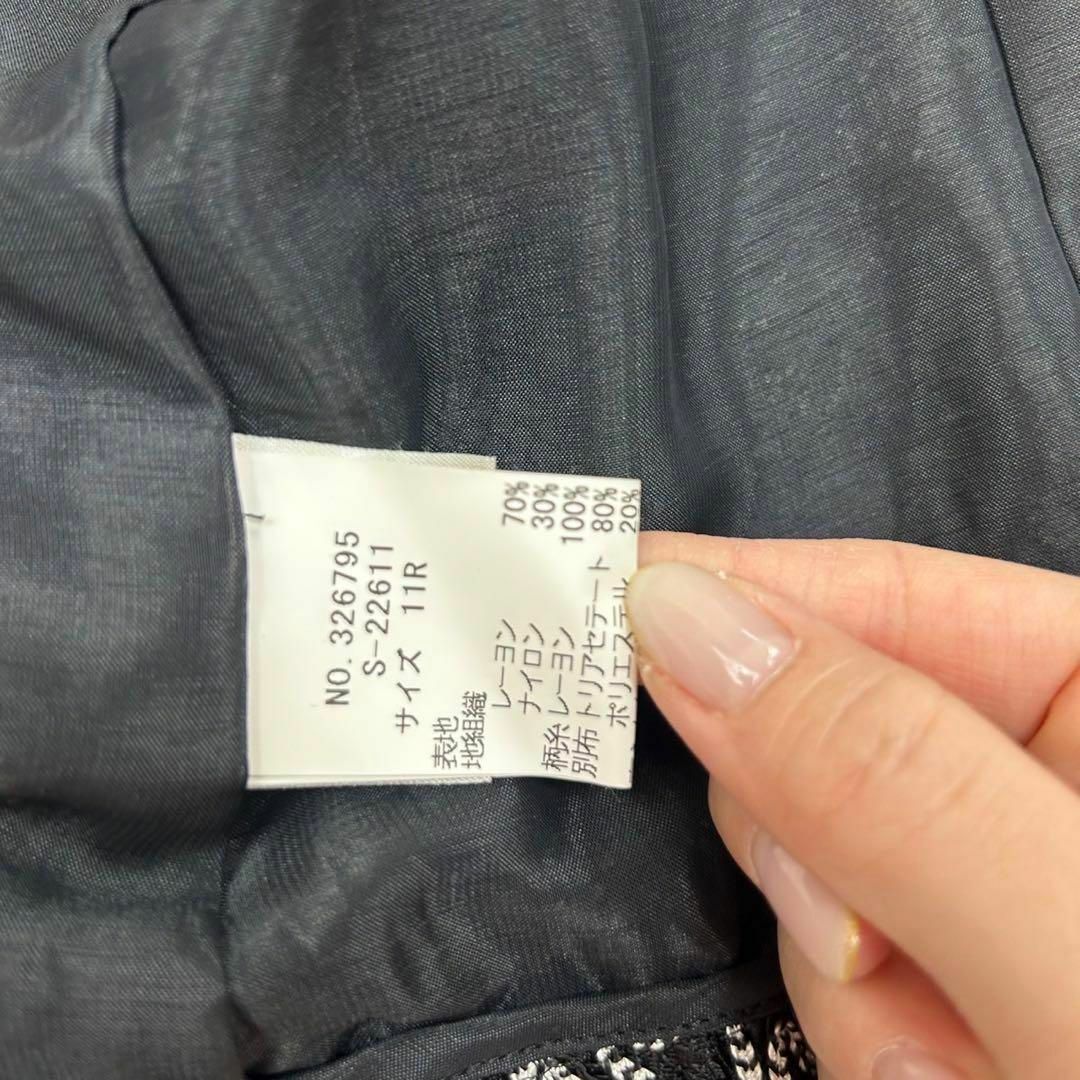 NO. 326795
S-22611
サイズ 11R
表地
地組織
レーヨン 70%
ナイロン 30%
柄糸 レーヨン 100%
別布 トリアセテート 80%
ポリエステル 20%